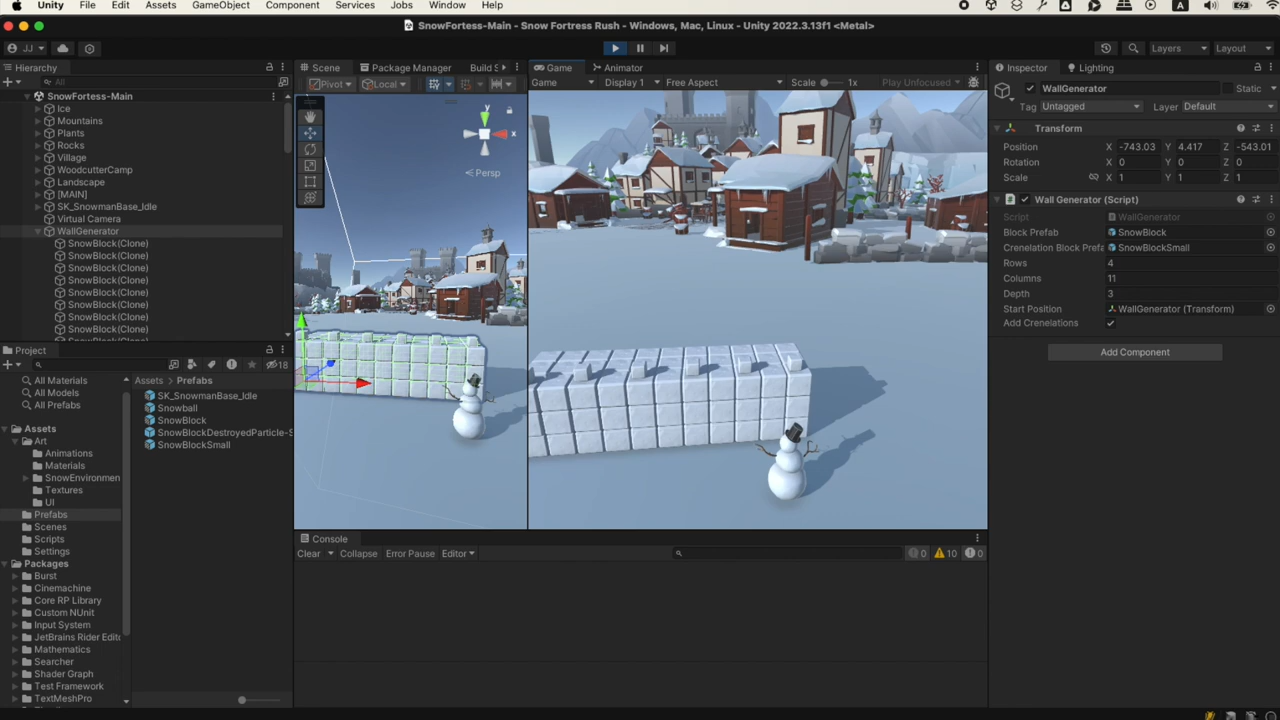 Unity File Edit Assets GameObject Component Services Jobs Window Help
SnowFortess-Main - Snow Fortress Rush - Windows, Mac, Linux - Unity 2022.3.13f1 <Metal>
JJ Layers Layout
Hierarchy
All
SnowFortess-Main
Ice
Mountains
Plants
Rocks
Village
WoodcutterCamp
Landscape
[MAIN]
SK_SnowmanBase_Idle
Virtual Camera
WallGenerator
SnowBlock(Clone)
SnowBlock(Clone)
SnowBlock(Clone)
SnowBlock(Clone)
SnowBlock(Clone)
SnowBlock(Clone)
SnowBlock(Clone)
SnowBlock(Clone)
Scene Package Manager Build S
Pivot Local
y
x
Persp
Game Animator
Game Display 1 Free Aspect Scale 1x Play Unfocused
Inspector Lighting
WallGenerator Static
Tag Untagged Layer Default
Transform
Position X -743.03 Y 4.417 Z -543.01
Rotation X 0 Y 0 Z 0
Scale X 1 Y 1 Z 1
Wall Generator (Script)
Script WallGenerator
Block Prefab SnowBlock
Crenelation Block Prefa SnowBlockSmall
Rows 4
Columns 11
Depth 3
Start Position WallGenerator (Transform)
Add Crenelations
Add Component
Project
18
All Materials
All Models
All Prefabs
Assets
Art
Animations
Materials
SnowEnvironmen
Textures
UI
Prefabs
Scenes
Scripts
Settings
Packages
Burst
Cinemachine
Core RP Library
Custom NUnit
Input System
JetBrains Rider Edito
Mathematics
Searcher
Shader Graph
Test Framework
TextMeshPro
Assets > Prefabs
SK_SnowmanBase_Idle
Snowball
SnowBlock
SnowBlockDestroyedParticle-S
SnowBlockSmall
Console
Clear Collapse Error Pause Editor 0 10 0